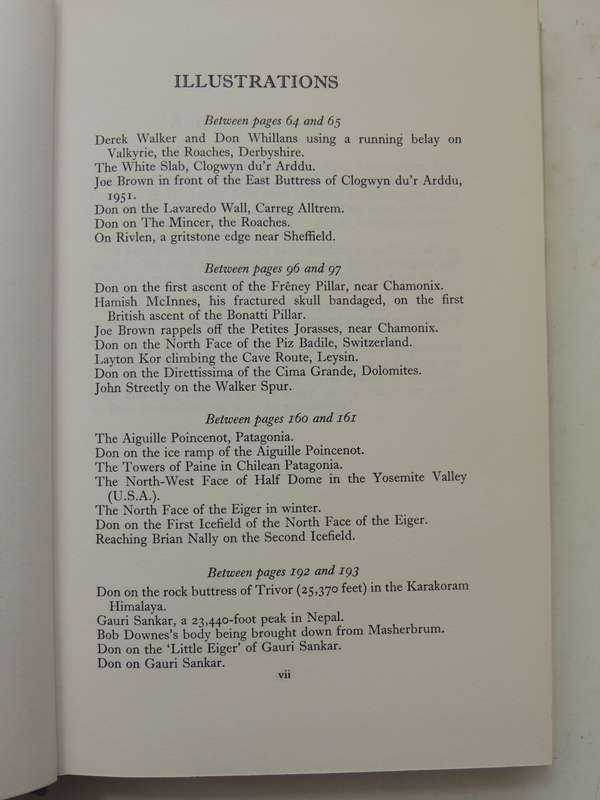 ILLUSTRATIONS
Between pages 64 and 65
Derek Walker and Don Whillans using a running belay on
Valkyrie, the Roaches, Derbyshire.
The White Slab, Clogwyn du'r Arddu.
Joe Brown in front of the East Buttress of Clogwyn du'r Arddu,
1951.
Don on the Lavaredo Wall, Carreg Alltrem.
Don on The Mincer, the Roaches.
On Rivlen, a gritstone edge near Sheffield.
Between pages 96 and 97
Don on the first ascent of the Frêney Pillar, near Chamonix.
Hamish McInnes, his fractured skull bandaged, on the first
British ascent of the Bonatti Pillar.
Joe Brown rappels off the Petites Jorasses, near Chamonix.
Don on the North Face of the Piz Badile, Switzerland.
Layton Kor climbing the Cave Route, Leysin.
Don on the Direttissima of the Cima Grande, Dolomites.
John Streetly on the Walker Spur.
Between pages 160 and 161
The Aiguille Poincenot, Patagonia.
Don on the ice ramp of the Aiguille Poincenot.
The Towers of Paine in Chilean Patagonia.
The North-West Face of Half Dome in the Yosemite Valley
(U.S.A.).
The North Face of the Eiger in winter.
Don on the First Icefield of the North Face of the Eiger.
Reaching Brian Nally on the Second Icefield.
Between pages 192 and 193
Don on the rock buttress of Trivor (25,370 feet) in the Karakoram
Himalaya.
Gauri Sankar, a 23,440-foot peak in Nepal.
Bob Downes's body being brought down from Masherbrum.
Don on the 'Little Eiger' of Gauri Sankar.
Don on Gauri Sankar.
vii